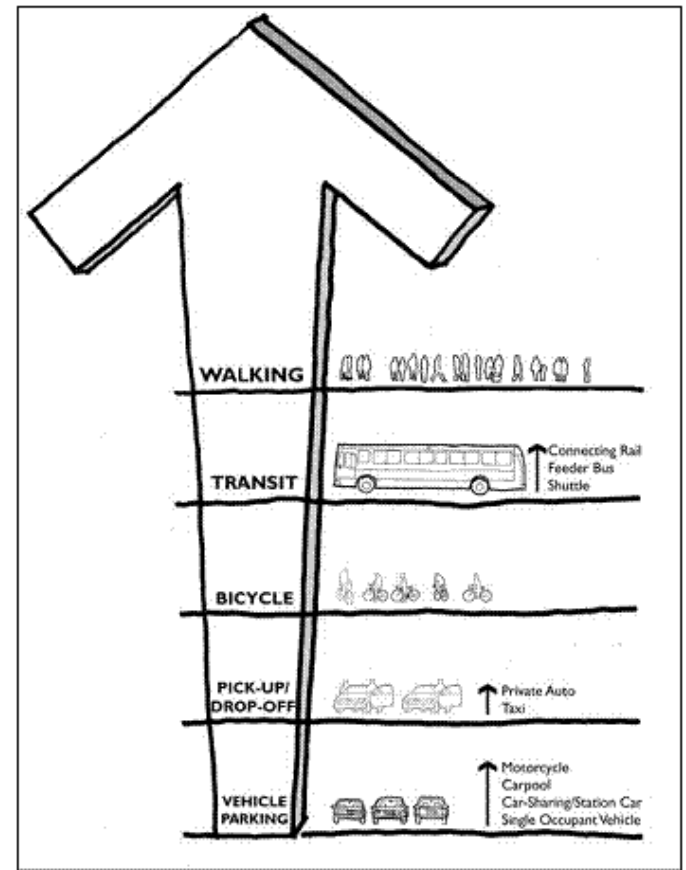 WALKING
TRANSIT
Connecting Rail
Feeder Bus
Shuttle
BICYCLE
PICK-UP/
DROP-OFF
Private Auto
Taxi
VEHICLE
PARKING
Motorcycle
Carpool
Car-Sharing/Station Car
Single Occupant Vehicle